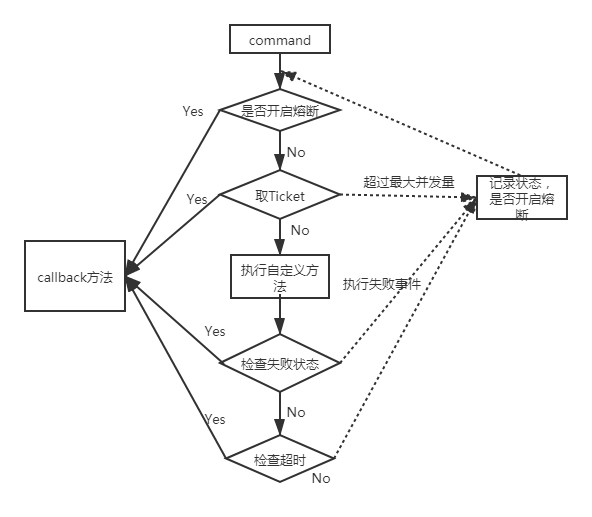 command
Yes
是否开启熔断
No
超过最大并发量
记录状态，
是否开启熔
断
Yes
取Ticket
No
callback方法
执行自定义方
法
执行失败事件
Yes
检查失败状态
No
Yes
检查超时
No